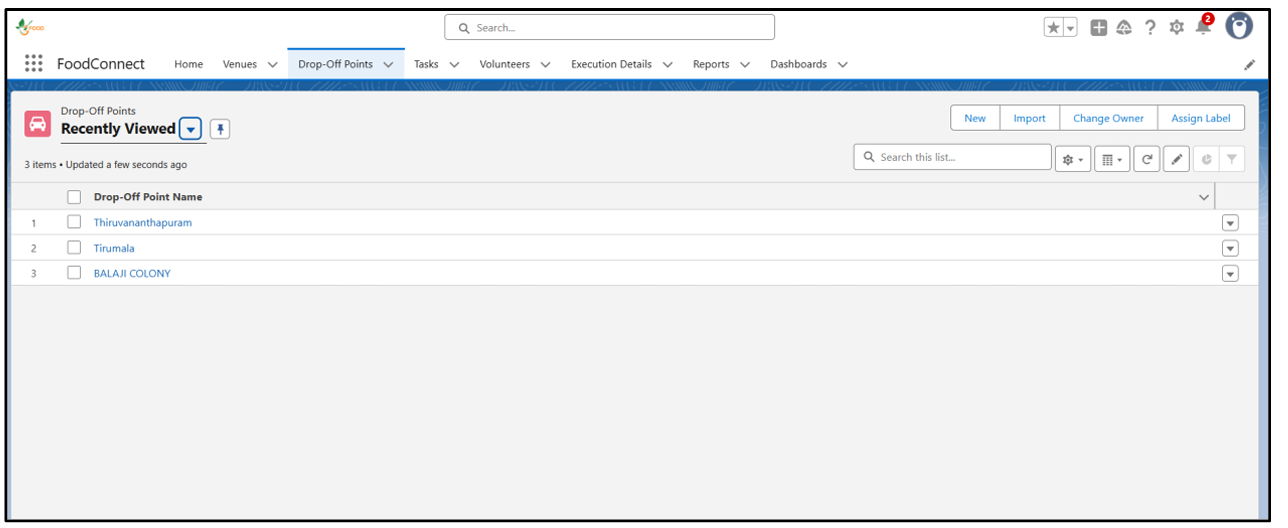 FOOD
Search...
2
FoodConnect Home Venues Drop-Off Points Tasks Volunteers Execution Details Reports Dashboards
Drop-Off Points
Recently Viewed
New Import Change Owner Assign Label
3 items • Updated a few seconds ago
Search this list...
Drop-Off Point Name
1 Thiruvananthapuram
2 Tirumala
3 BALAJI COLONY